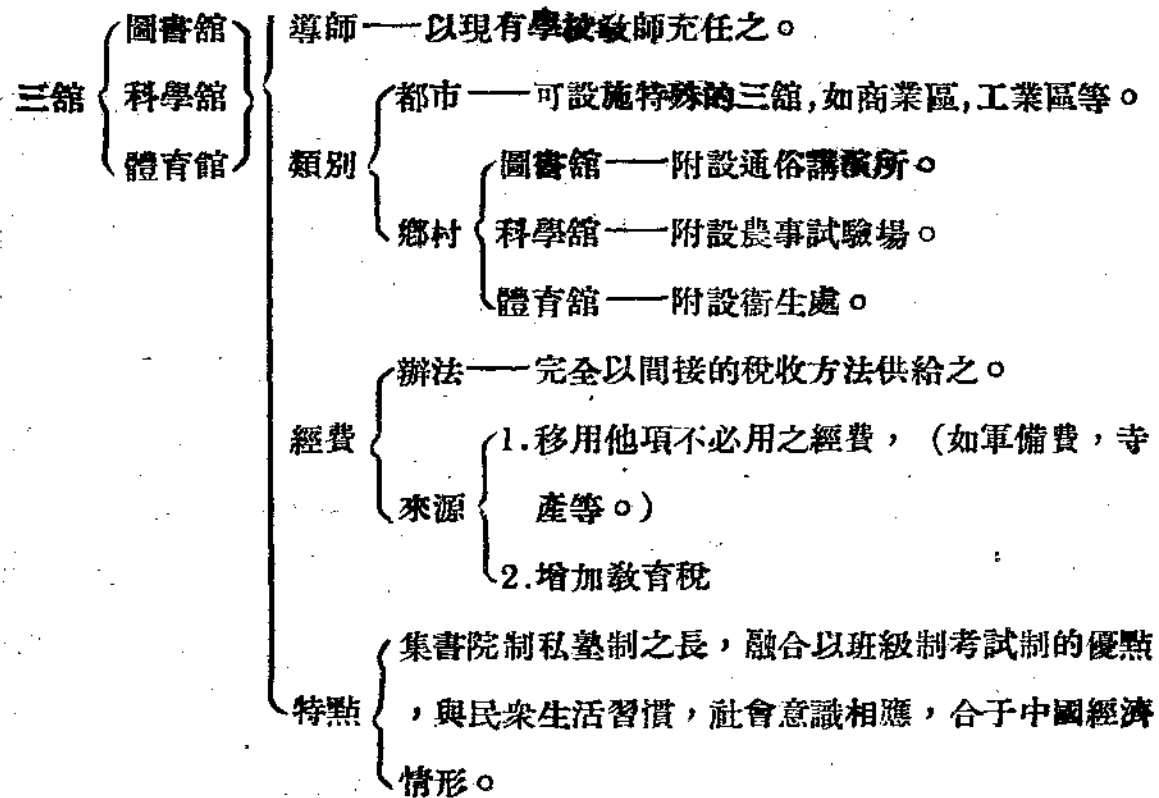 圖書舘
導師——以現有學校敎師充任之。
三舘
科學舘
都市——可設施特殊的三舘,如商業區,工業區等。
體育館
類別
圖書舘——附設通俗講演所。
鄕村
科學舘——附設農事試驗場。
體育舘——附設衞生處。
辦法——完全以間接的稅收方法供給之。
經費
1.移用他項不必用之經費，（如軍備費，寺
來源
產等。）
2.增加敎育稅
集書院制私塾制之長，融合以班級制考試制的優點
特點
，與民衆生活習慣，社會意識相應，合于中國經濟
情形。